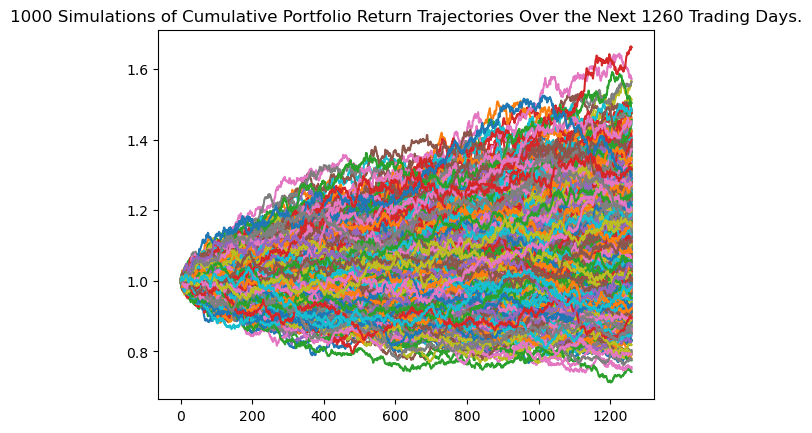 1000 Simulations of Cumulative Portfolio Return Trajectories Over the Next 1260 Trading Days.
1.6
1.4
1.2
1.0
0.8
0 200 400 600 800 1000 1200